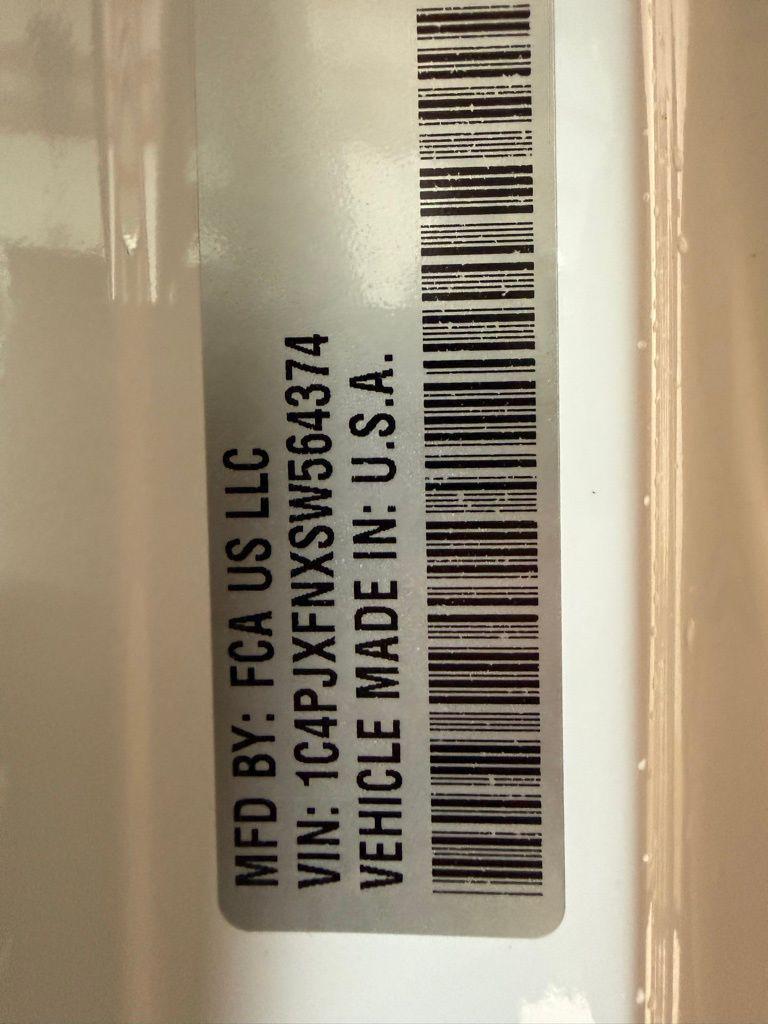 MFD BY: FCA US LLC
VIN: 1C4PJXFNXSW564374
VEHICLE MADE IN: U.S.A.